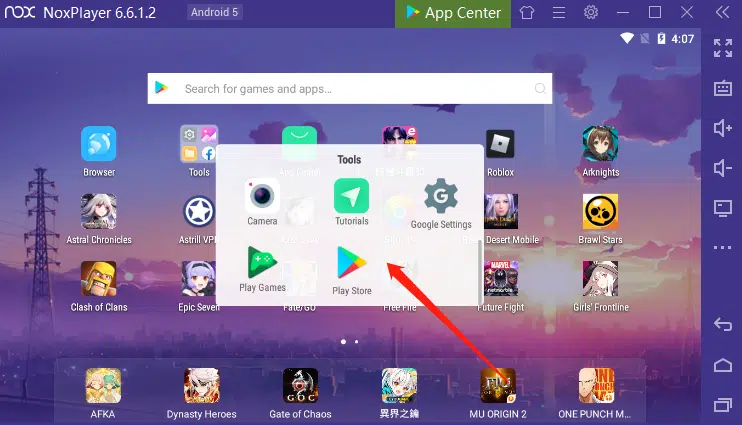 nox NoxPlayer 6.6.1.2 Android 5 App Center
4:07
Search for games and apps...
Tools
Camera Tutorials Google Settings
Play Games Play Store
Browser Tools Roblox Arknights
Astral Chronicles Astrill VPN Desert Mobile Brawl Stars
Clash of Clans Epic Seven Fate/GO Free Fire Future Fight Girls' Frontline
AFKA Dynasty Heroes Gate of Chaos 異界之鑰 MU ORIGIN 2 ONE PUNCH M...